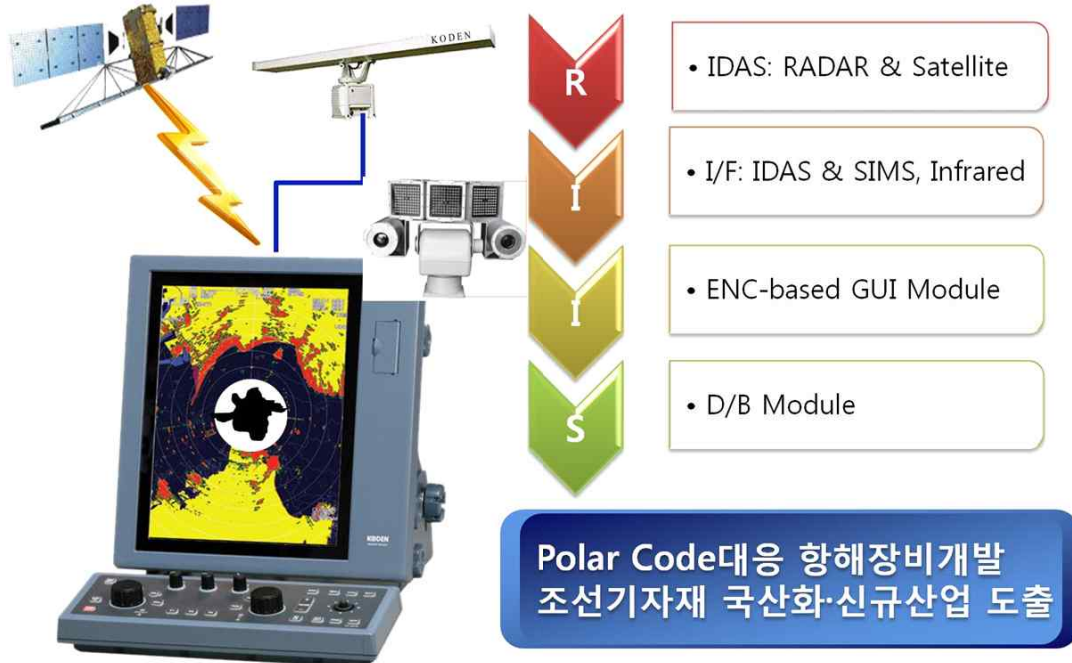 KODEN
R
• IDAS: RADAR & Satellite
I
• I/F: IDAS & SIMS, Infrared
I
• ENC-based GUI Module
S
• D/B Module
KODEN
Polar Code대응 항해장비개발
조선기자재 국산화·신규산업 도출